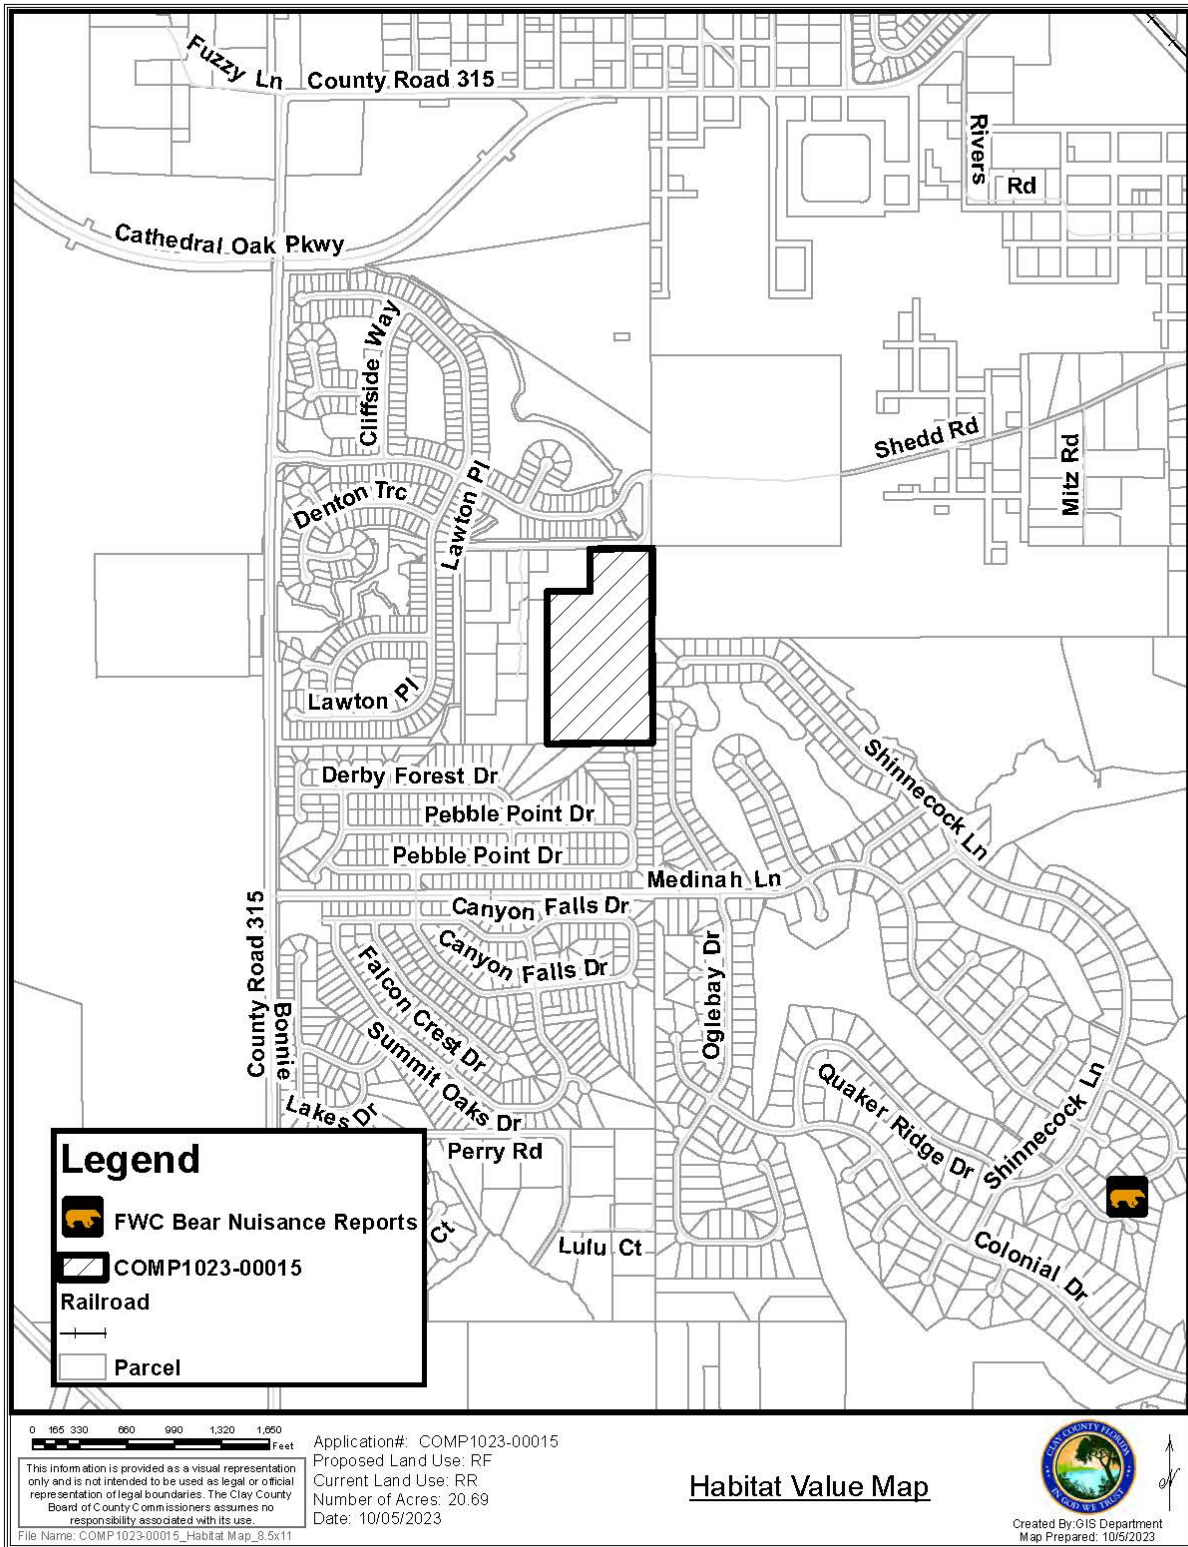 Fuzzy Ln
County Road 315
Rivers
Rd
Cathedral Oak Pkwy
Cliffside Way
Shedd Rd
Mitz Rd
Lawton Pl
Denton Trc
Lawton Pl
Derby Forest Dr
Shinnecock Ln
Pebble Point Dr
Pebble Point Dr
Medinah Ln
Canyon Falls Dr
Canyon Falls Dr
County Road 315
Falcon Crest Dr
Oglebay Dr
Bonnie
Lakes Dr
Summit Oaks Dr
Quaker Ridge Dr
Shinnecock Ln
Perry Rd
Ct
Lufu Ct
Colonial Dr
Legend
FWC Bear Nuisance Reports
COMP1023-00015
Railroad
Parcel
0 165 330 660 990 1,320 1,650
Feet
This information is provided as a visual representation
only and is not intended to be used as legal or official
representation of legal boundaries. The Clay County
Board of County Commissioners assumes no
responsibility associated with its use.
File Name: COMP1023-00015_Habitat Map_8.5x11
Application#: COMP1023-00015
Proposed Land Use: RF
Current Land Use: RR
Number of Acres: 20.69
Date: 10/05/2023
Habitat Value Map
CLAY COUNTY FLORIDA
IN GOD WE TRUST
N
Created By:GIS Department
Map Prepared: 10/5/2023